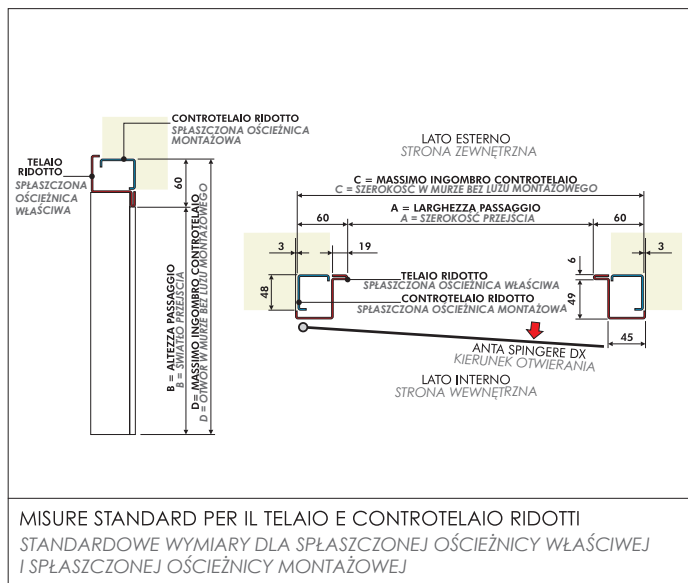 CONTROTELAIO RIDOTTO
SPŁASZCZONA OŚCIEŻNICA
MONTAŻOWA
TELAIO
RIDOTTO
SPŁASZCZONA
OŚCIEŻNICA
WŁAŚCIWA
60
B = ALTEZZA PASSAGGIO
B = ŚWIATŁO PRZEJŚCIA
D= MASSIMO INGOMBRO CONTROTELAIO
D = OTWÓR W MURZE BEZ LUZU MONTAŻOWEGO
LATO ESTERNO
STRONA ZEWNĘTRZNA
C = MASSIMO INGOMBRO CONTROTELAIO
C = SZEROKOŚĆ W MURZE BEZ LUZU MONTAŻOWEGO
60
A = LARGHEZZA PASSAGGIO
A = SZEROKOŚĆ PRZEJŚCIA
60
3
19
6
3
48
TELAIO RIDOTTO
SPŁASZCZONA OŚCIEŻNICA WŁAŚCIWA
CONTROTELAIO RIDOTTO
SPŁASZCZONA OŚCIEŻNICA MONTAŻOWA
49
45
ANTA SPINGERE DX
KIERUNEK OTWIERANIA
LATO INTERNO
STRONA WEWNĘTRZNA
MISURE STANDARD PER IL TELAIO E CONTROTELAIO RIDOTTI
STANDARDOWE WYMIARY DLA SPŁASZCZONEJ OŚCIEŻNICY WŁAŚCIWEJ
I SPŁASZCZONEJ OŚCIEŻNICY MONTAŻOWEJ